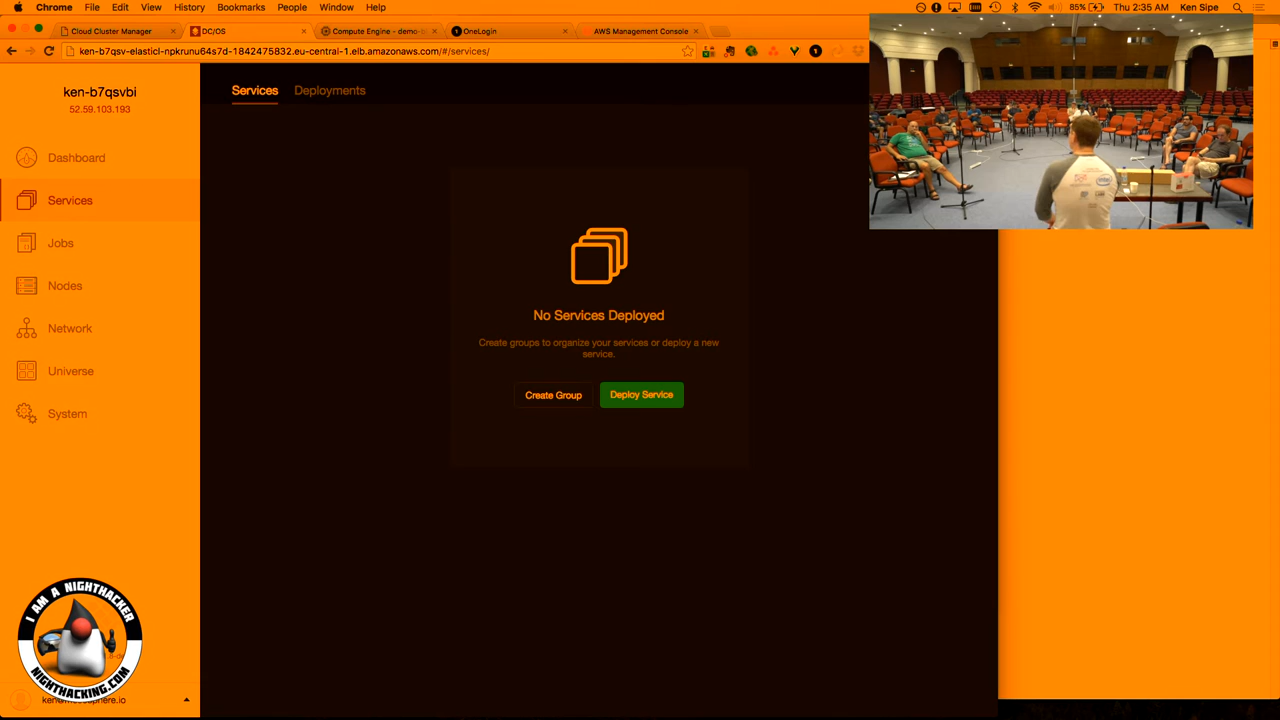 Chrome File Edit View History Bookmarks People Window Help 85% Thu 2:35 AM Ken Sipe
Cloud Cluster Manager DC/OS Compute Engine - demo- OneLogin AWS Management Console
ken-b7qsv-elasticl-npkrunu64s7d-1842475832.eu-central-1.elb.amazonaws.com/#/services/
ken-b7qsvbi
52.59.103.193
Services Deployments
Dashboard
Services
Jobs
Nodes
Network
Universe
System
No Services Deployed
Create groups to organize your services or deploy a new
service.
Create Group Deploy Service
I AM A NIGHTHACKER
NIGHTHACKING.COM